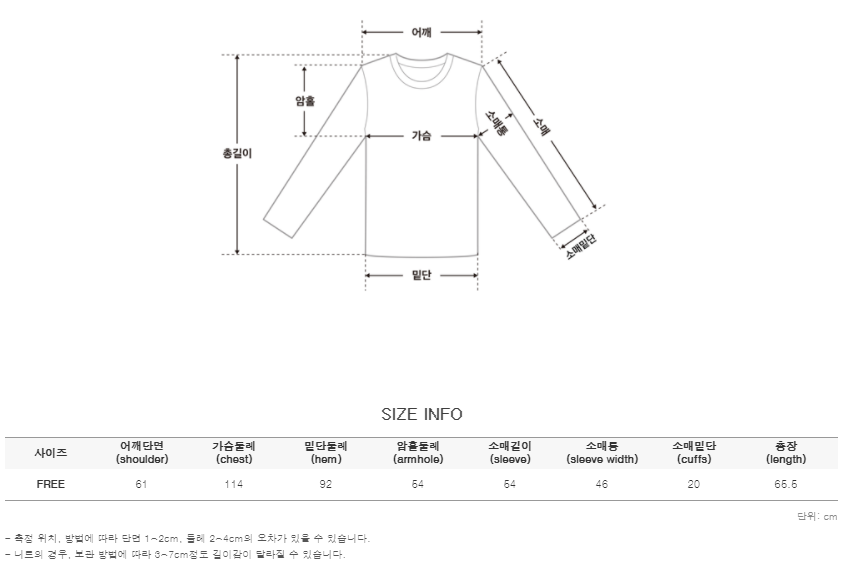 어깨
암홀
소매통
소매
가슴
총길이
소매밑단
밑단
SIZE INFO
사이즈 어깨단면 (shoulder) 가슴둘레 (chest) 밑단둘레 (hem) 암홀둘레 (armhole) 소매길이 (sleeve) 소매통 (sleeve width) 소매밑단 (cuffs) 총장 (length)
FREE 61 114 92 54 54 46 20 65.5
단위: cm
- 측정 위치, 방법에 따라 단면 1~2cm, 둘레 2~4cm의 오차가 있을 수 있습니다.
- 니트의 경우, 보관 방법에 따라 3~7cm정도 길이감이 달라질 수 있습니다.